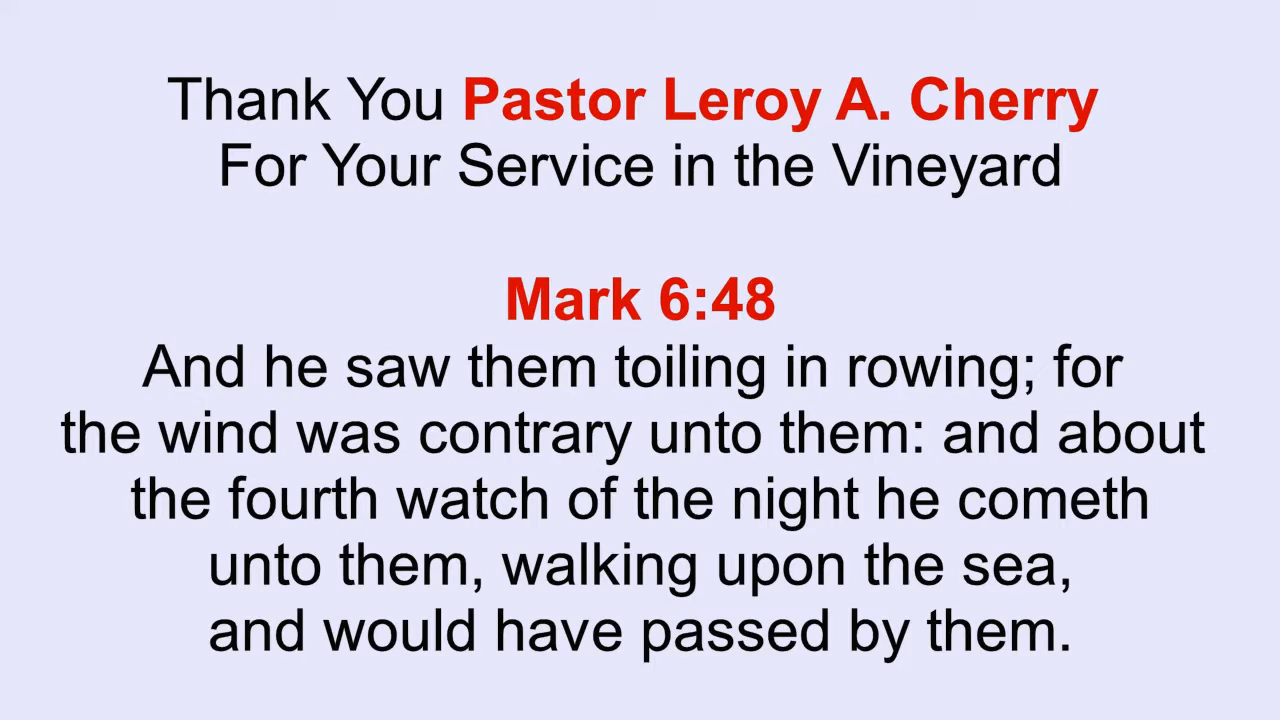 Thank You Pastor Leroy A. Cherry
For Your Service in the Vineyard
Mark 6:48
And he saw them toiling in rowing; for
the wind was contrary unto them: and about
the fourth watch of the night he cometh
unto them, walking upon the sea,
and would have passed by them.